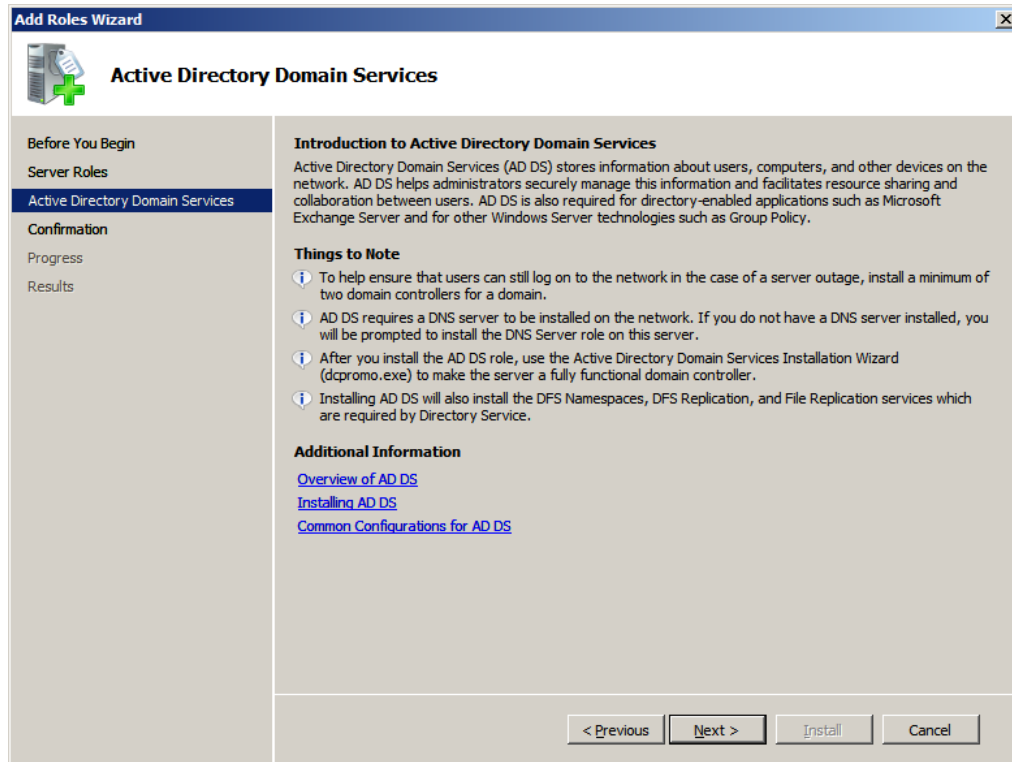 Add Roles Wizard
Active Directory Domain Services
Before You Begin
Server Roles
Active Directory Domain Services
Confirmation
Progress
Results
Introduction to Active Directory Domain Services
Active Directory Domain Services (AD DS) stores information about users, computers, and other devices on the
network. AD DS helps administrators securely manage this information and facilitates resource sharing and
collaboration between users. AD DS is also required for directory-enabled applications such as Microsoft
Exchange Server and for other Windows Server technologies such as Group Policy.
Things to Note
To help ensure that users can still log on to the network in the case of a server outage, install a minimum of
two domain controllers for a domain.
AD DS requires a DNS server to be installed on the network. If you do not have a DNS server installed, you
will be prompted to install the DNS Server role on this server.
After you install the AD DS role, use the Active Directory Domain Services Installation Wizard
(dcpromo.exe) to make the server a fully functional domain controller.
Installing AD DS will also install the DFS Namespaces, DFS Replication, and File Replication services which
are required by Directory Service.
Additional Information
Overview of AD DS
Installing AD DS
Common Configurations for AD DS
< Previous Next > Install Cancel